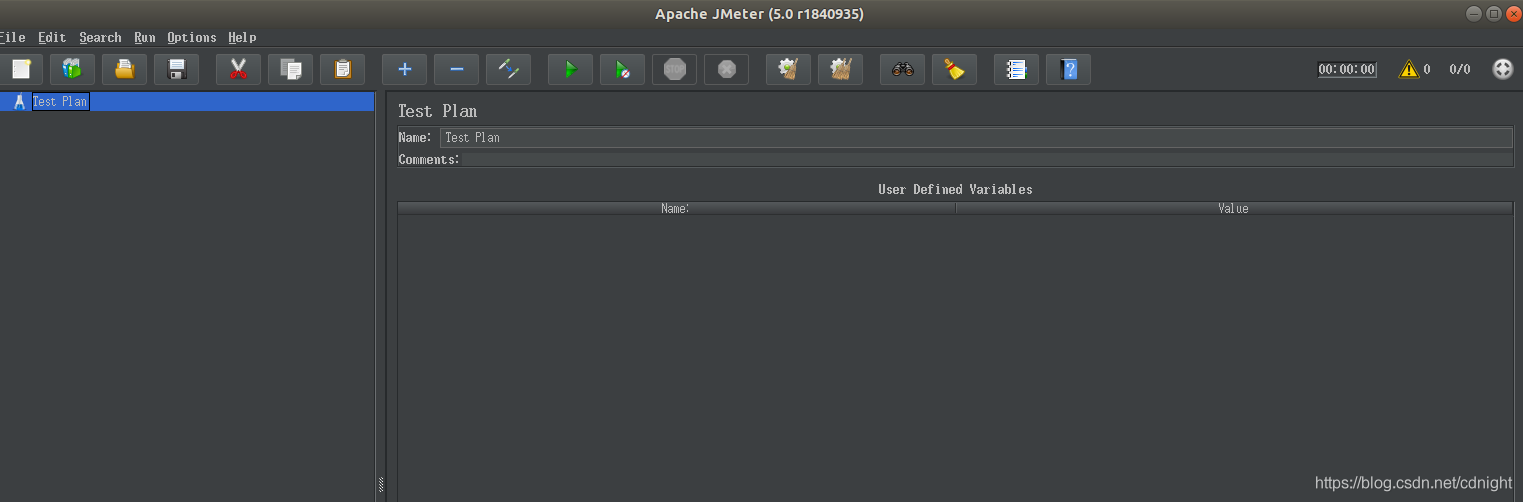 Apache JMeter (5.0 r1840935)
File Edit Search Run Options Help
STOP 00:00:00 0 0/0
Test Plan
Test Plan
Name: Test Plan
Comments:
User Defined Variables
Name: Value
https://blog.csdn.net/cdnight